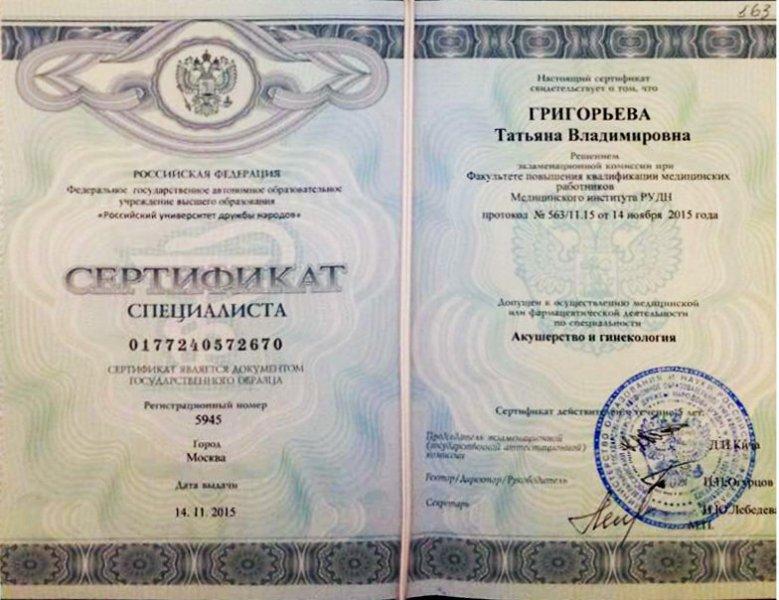 РОССИЙСКАЯ ФЕДЕРАЦИЯ
Федеральное государственное автономное образовательное
учреждение высшего образования
«Российский университет дружбы народов»
СЕРТИФИКАТ
СПЕЦИАЛИСТА
0177240572670
СЕРТИФИКАТ ЯВЛЯЕТСЯ ДОКУМЕНТОМ
ГОСУДАРСТВЕННОГО ОБРАЗЦА
Регистрационный номер
5945
Город
Москва
Дата выдачи
14. 11. 2015
163
Настоящий сертификат
свидетельствует о том, что
ГРИГОРЬЕВА
Татьяна Владимировна
Решением
экзаменационной комиссии при
Факультете повышения квалификации медицинских
работников
Медицинского института РУДН
протокол № 563/11.15 от 14 ноября 2015 года
Допущен к осуществлению медицинской
или фармацевтической деятельности
по специальности
Акушерство и гинекология
Сертификат действителен в течение 5 лет.
Председатель экзаменационной
(государственной аттестационной)
комиссии
Д.И.Кича
Ректор/Директор/Руководитель
П.П.Огурцов
Секретарь
И.Ю.Лебедева
М.П.